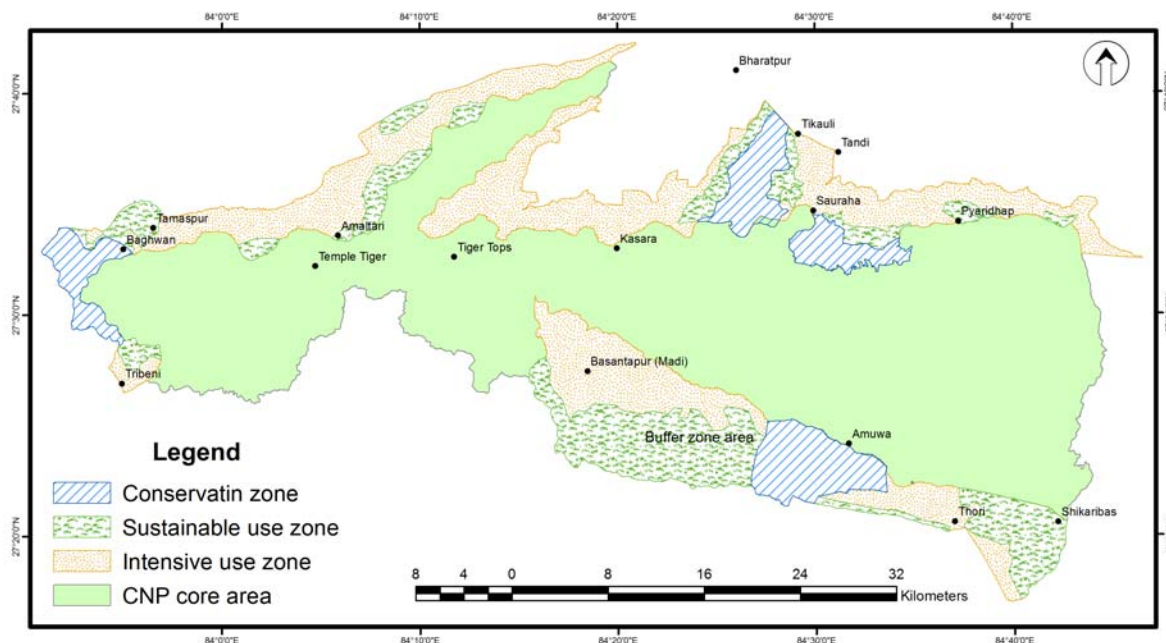 84°0'0"E 84°10'0"E 84°20'0"E 84°30'0"E 84°40'0"E
Bharatpur
27°40'0"N
Tikauli
Tandi
Tamaspur
Sauraha
Pyaridhap
Baghwan
Amaltari
Kasara
Tiger Tops
Temple Tiger
27°30'0"N
Basantapur (Madi)
Tribeni
Buffer zone area
Amuwa
Legend
Conservatin zone
Thori
Shikaribas
27°20'0"N
Sustainable use zone
Intensive use zone
8 4 0 8 16 24 32
Kilometers
CNP core area
84°0'0"E 84°10'0"E 84°20'0"E 84°30'0"E 84°40'0"E